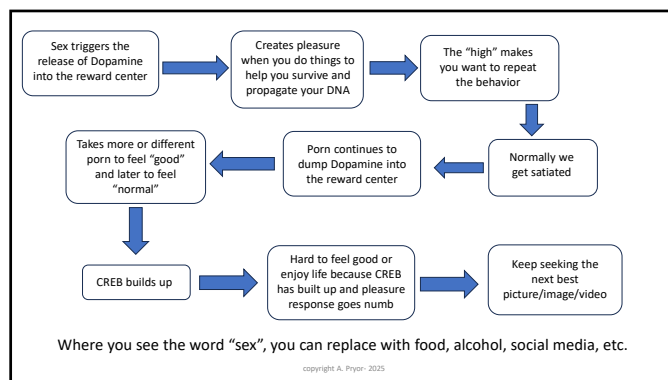 Sex triggers the
release of Dopamine
into the reward center
Creates pleasure
when you do things to
help you survive and
propagate your DNA
The “high” makes
you want to repeat
the behavior
Normally we
get satiated
Porn continues to
dump Dopamine into
the reward center
Takes more or different
porn to feel “good”
and later to feel
“normal”
CREB builds up
Hard to feel good or
enjoy life because CREB
has built up and pleasure
response goes numb
Keep seeking the
next best
picture/image/video
Where you see the word “sex”, you can replace with food, alcohol, social media, etc.
copyright A. Pryor- 2025